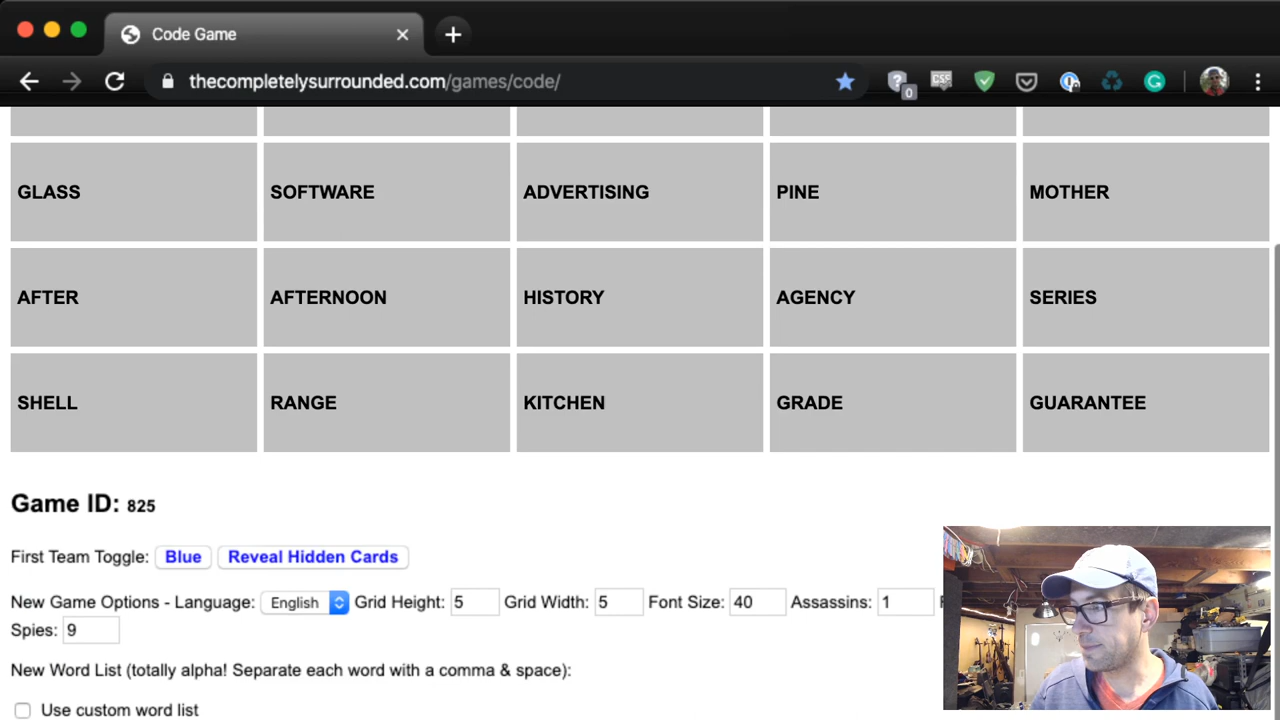 Code Game
thecompletelysurrounded.com/games/code/
0
CSF
G
GLASS SOFTWARE ADVERTISING PINE MOTHER
AFTER AFTERNOON HISTORY AGENCY SERIES
SHELL RANGE KITCHEN GRADE GUARANTEE
Game ID: 825
First Team Toggle: Blue Reveal Hidden Cards
New Game Options - Language: English Grid Height: 5 Grid Width: 5 Font Size: 40 Assassins: 1
Spies: 9
New Word List (totally alpha! Separate each word with a comma & space):
Use custom word list